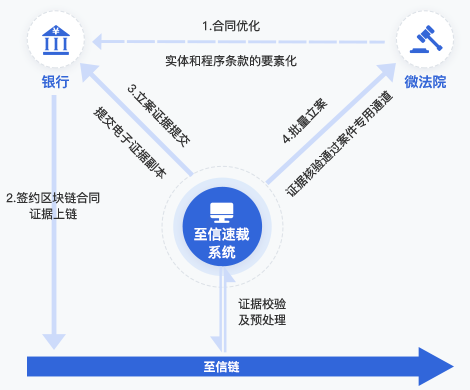 ¥
1.合同优化
实体和程序条款的要素化
银行
微法院
3.立案证据提交
提交电子证据副本
4.批量立案
证据核验通过案件专用通道
2.签约区块链合同
证据上链
至信速裁
系统
证据校验
及预处理
至信链